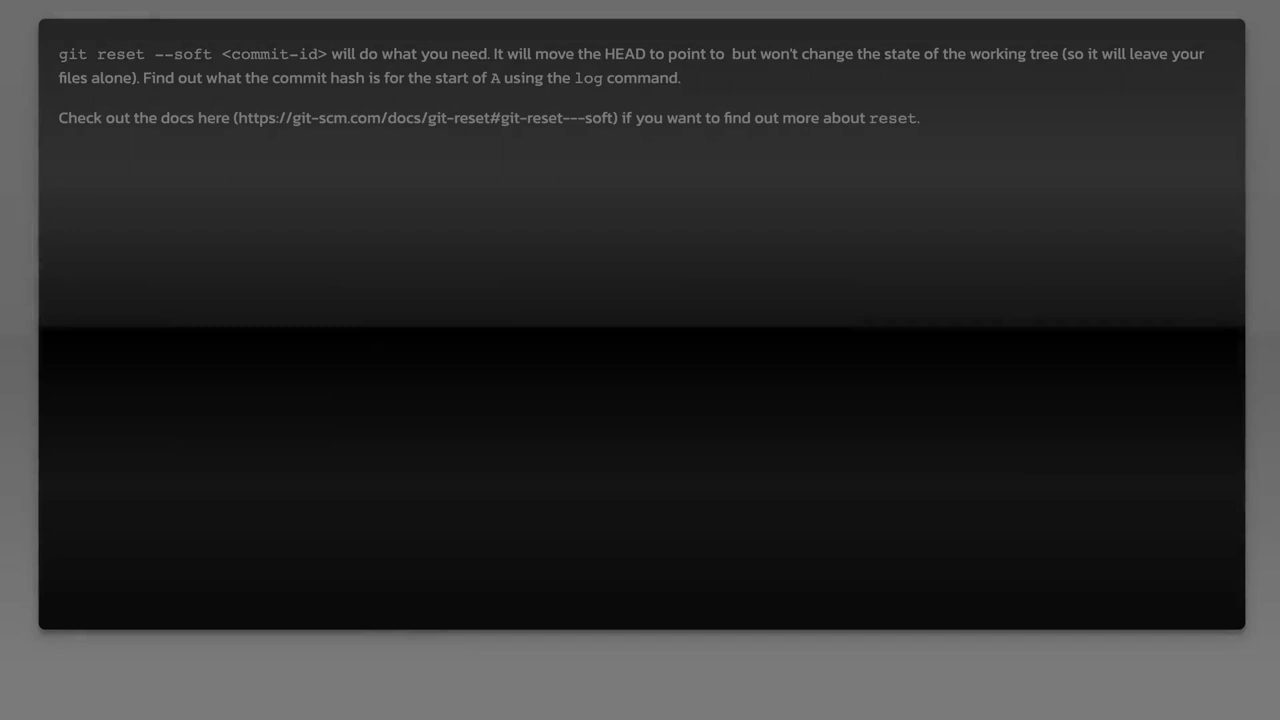 git reset --soft <commit-id> will do what you need. It will move the HEAD to point to  but won't change the state of the working tree (so it will leave your
files alone). Find out what the commit hash is for the start of A using the log command.
Check out the docs here (https://git-scm.com/docs/git-reset#git-reset---soft) if you want to find out more about reset.